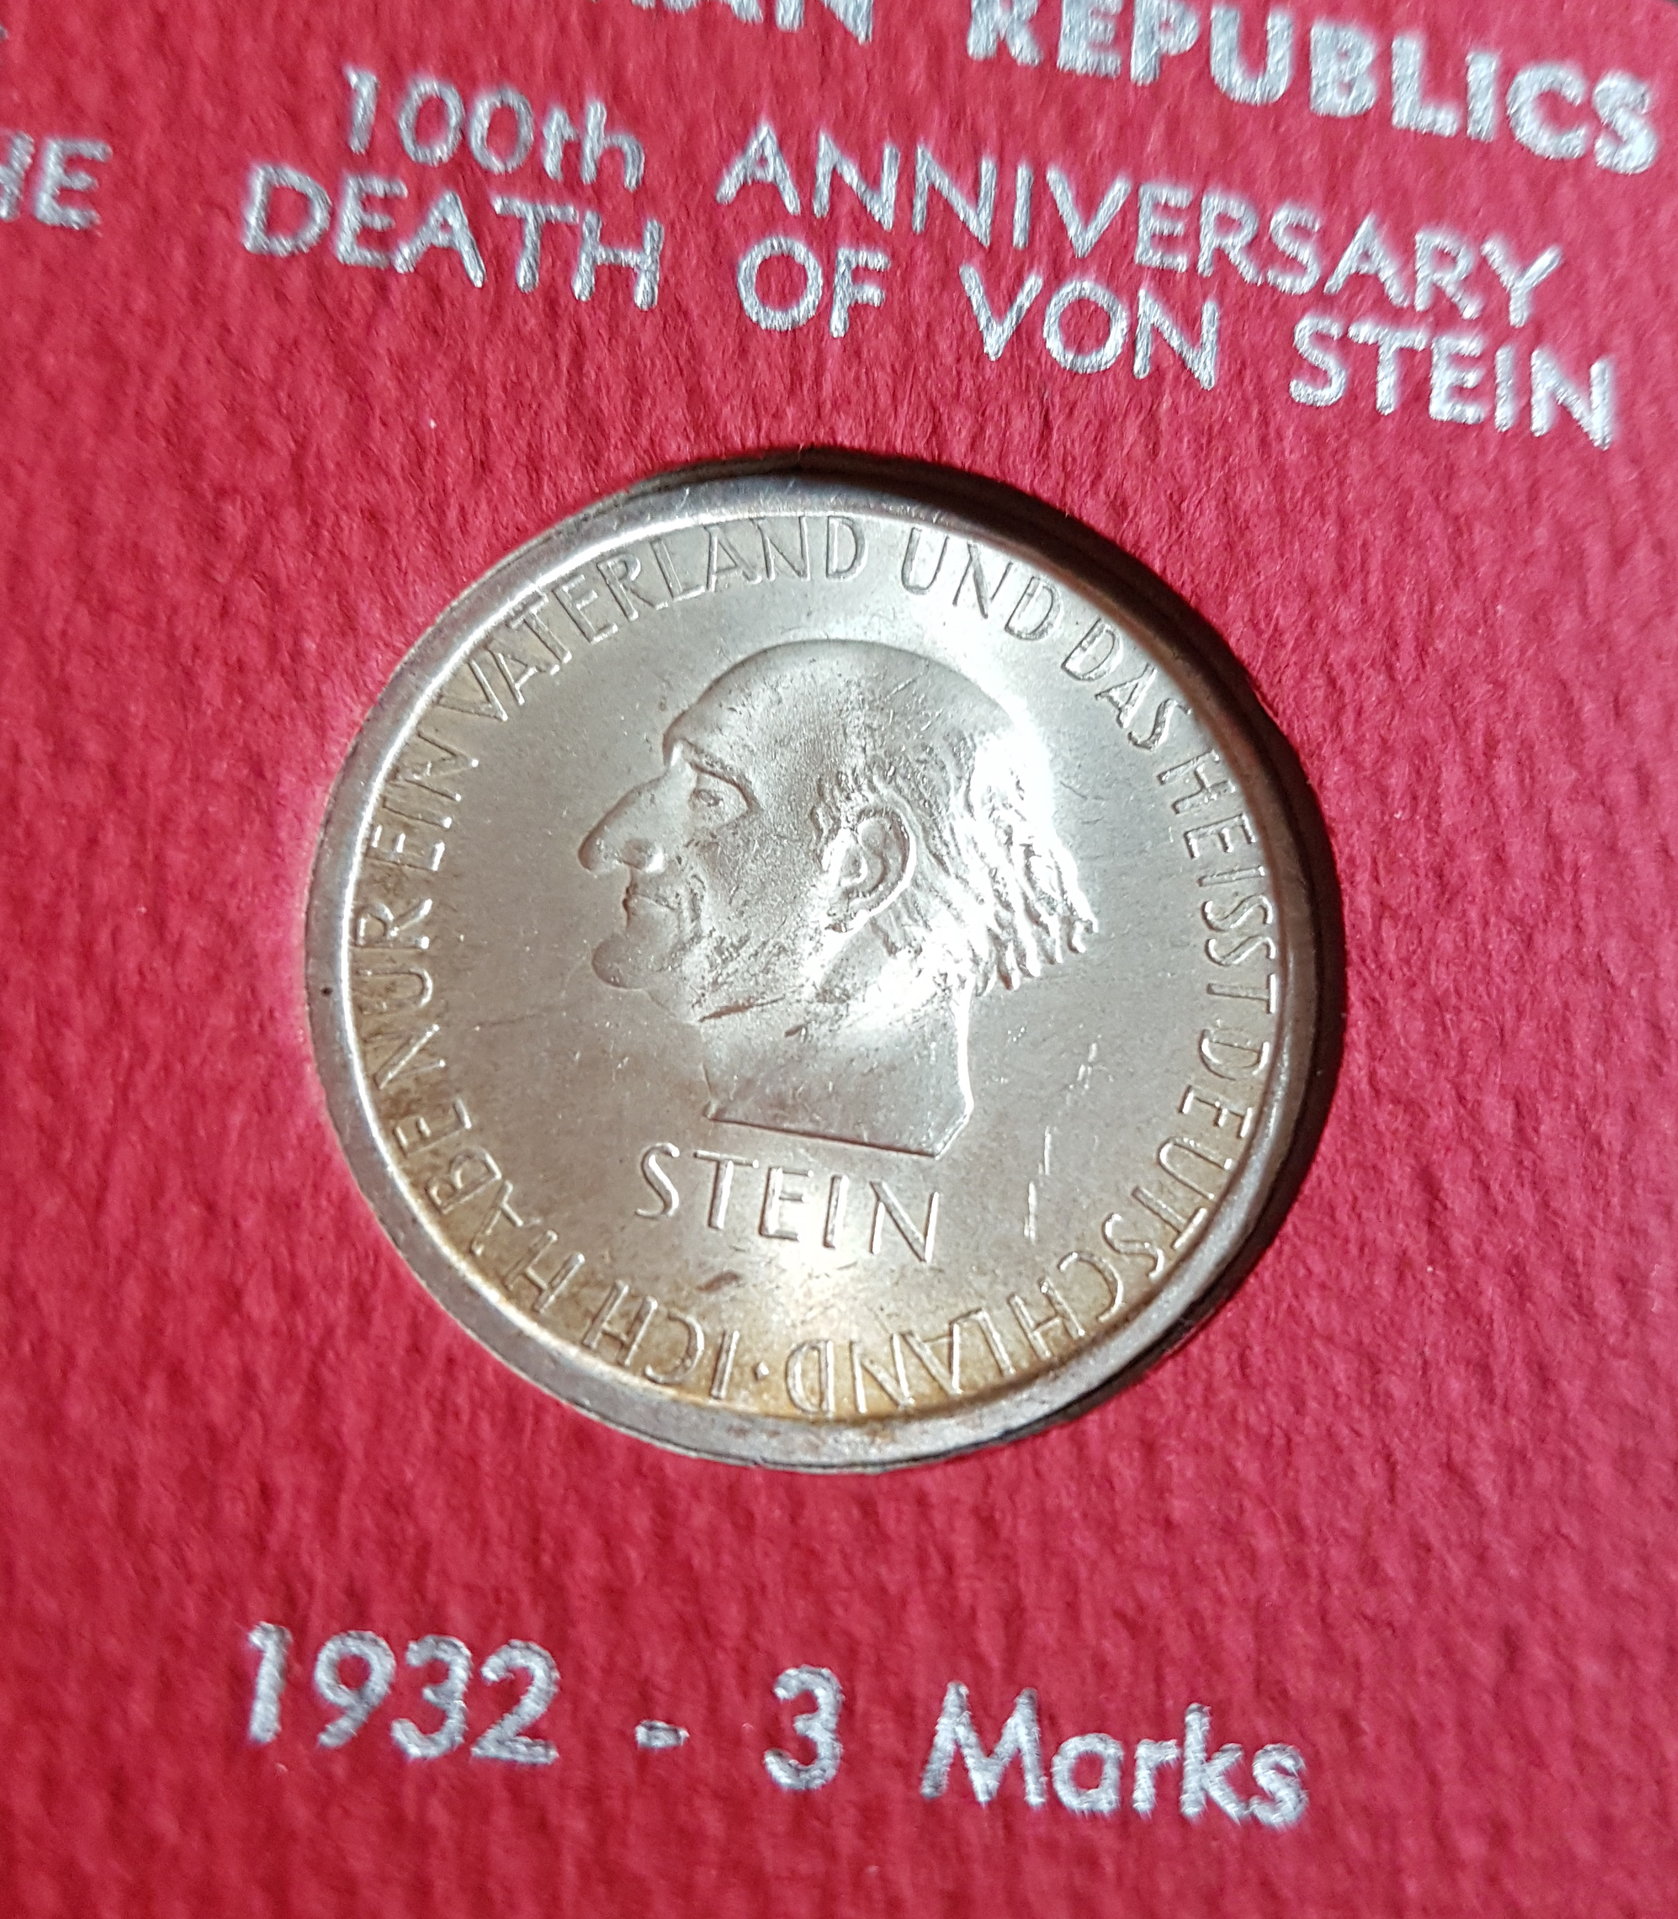 REPUBLICS
100th ANNIVERSARY
HE DEATH OF VON STEIN
ICH HABE NUR EIN VATERLAND UND DAS HEISST DEUTSCHLAND ·
STEIN
1932 - 3 Marks